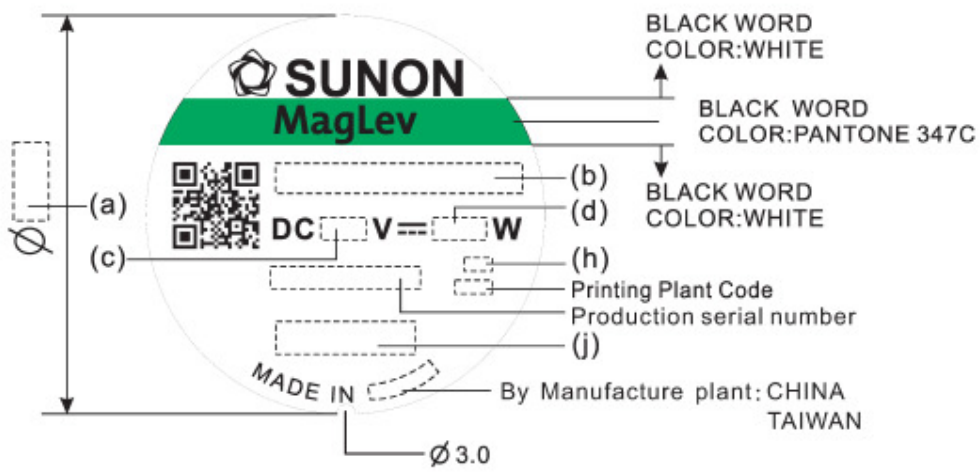 BLACK WORD
COLOR:WHITE
SUNON
MagLev
BLACK WORD
COLOR:PANTONE 347C
(a)
(b)
BLACK WORD
COLOR:WHITE
(d)
DC V W
(c)
(h)
Printing Plant Code
Production serial number
(j)
MADE IN
By Manufacture plant: CHINA
TAIWAN
Ø
Ø 3.0